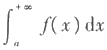 ∫_a^{+∞} f(x) dx